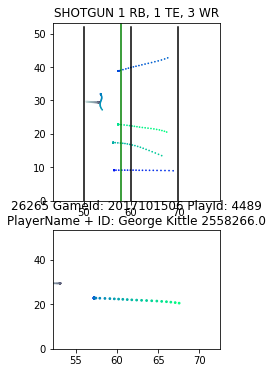 SHOTGUN 1 RB, 1 TE, 3 WR
50
40
30
20
10
0
50 60 70
26265 GameId: 2017101506 PlayId: 4489
PlayerName + ID: George Kittle 2558266.0
40
20
0
55 60 65 70